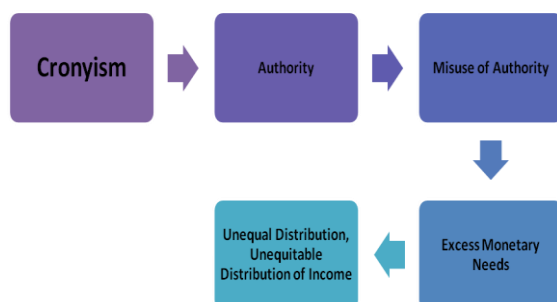 Cronyism
Authority
Misuse of Authority
Excess Monetary
Needs
Unequal Distribution,
Unequitable
Distribution of Income